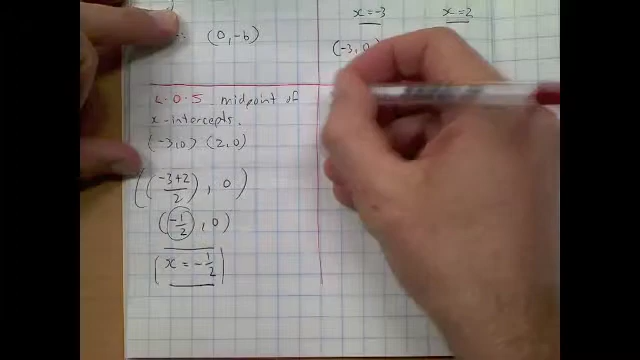 (0, -6)
x = -3
x = 2
(-3, 0)
L.O.S midpoint of
x-intercepts.
(-3, 0) (2, 0)
((-3+2)/2, 0)
(-1/2, 0)
x = -1/2